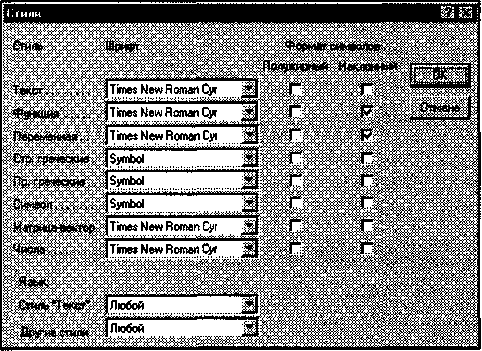 Стили
Стиль Шрифт Формат символов
Полужирный Наклонный
Текст Times New Roman Cyr OK
Функция Times New Roman Cyr Отмена
Переменная Times New Roman Cyr
Стр. греческие Symbol
Пр. греческие Symbol
Символ Symbol
Матрица-вектор Times New Roman Cyr
Числа Times New Roman Cyr
Язык:
Стиль "Текст" Любой
Другие стили Любой